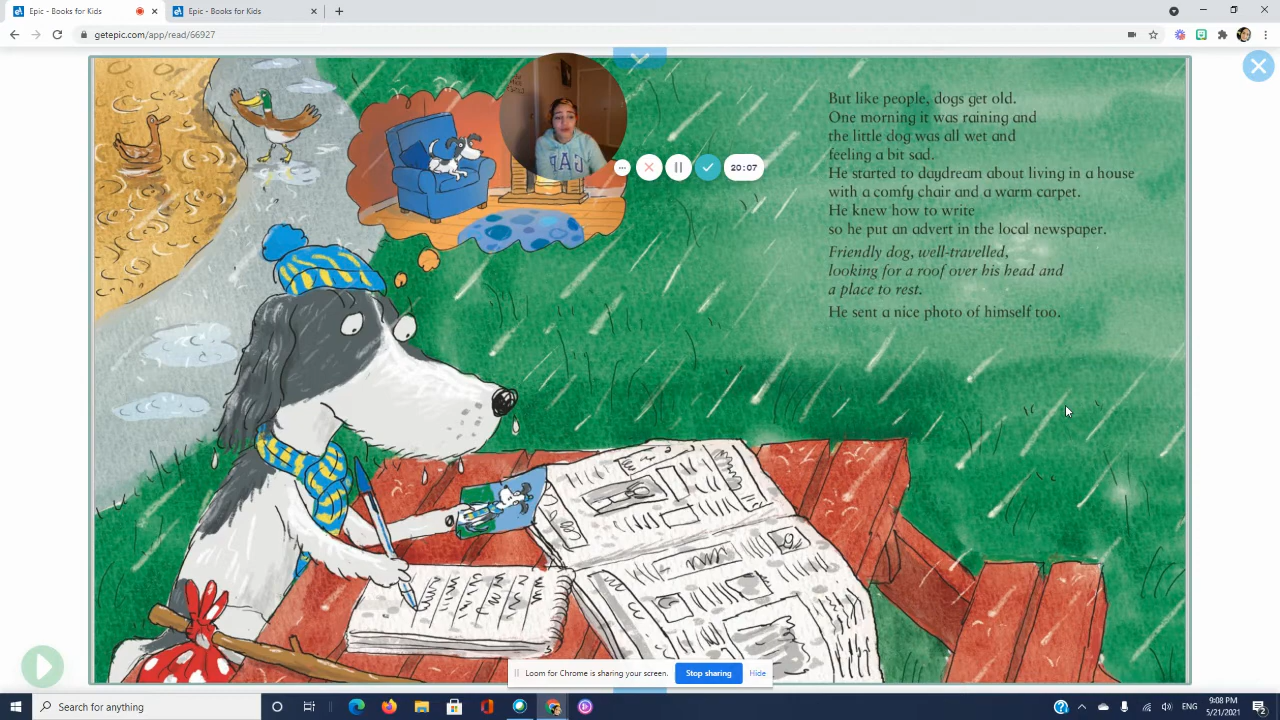 Epic - Books for Kids
Epic - Books for Kids
getepic.com/app/read/66927
But like people, dogs get old.
One morning it was raining and
the little dog was all wet and
feeling a bit sad.
He started to daydream about living in a house
with a comfy chair and a warm carpet.
He knew how to write
so he put an advert in the local newspaper.
Friendly dog, well-travelled,
looking for a roof over his head and
a place to rest.
He sent a nice photo of himself too.
GAP
20:07
Loom for Chrome is sharing your screen.
Stop sharing
Hide
Search for anything
9:08 PM
5/21/2021
2